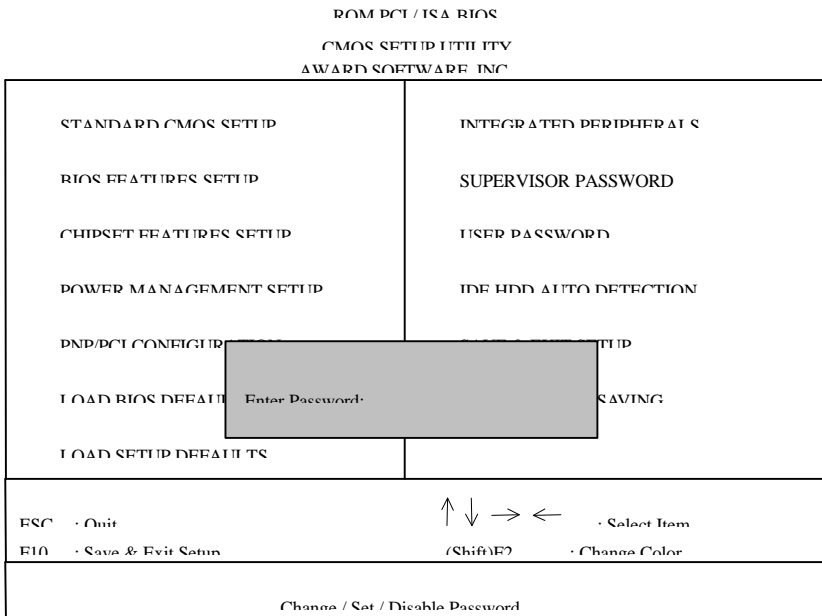 ROM PCI / ISA BIOS
CMOS SETUP UTILITY
AWARD SOFTWARE, INC.
STANDARD CMOS SETUP
BIOS FEATURES SETUP
CHIPSET FEATURES SETUP
POWER MANAGEMENT SETUP
PNP/PCI CONFIGURATION
LOAD BIOS
LOAD SETUP DEFAULTS
INTEGRATED PERIPHERALS
SUPERVISOR PASSWORD
USER PASSWORD
IDE HDD AUTO DETECTION
SAVE & EXIT SETUP
SAVING
Enter Password:
ESC : Quit
↑ ↓ → ← : Select Item
F10 : Save & Exit Setup
(Shift)F2 : Change Color
Change / Set / Disable Password